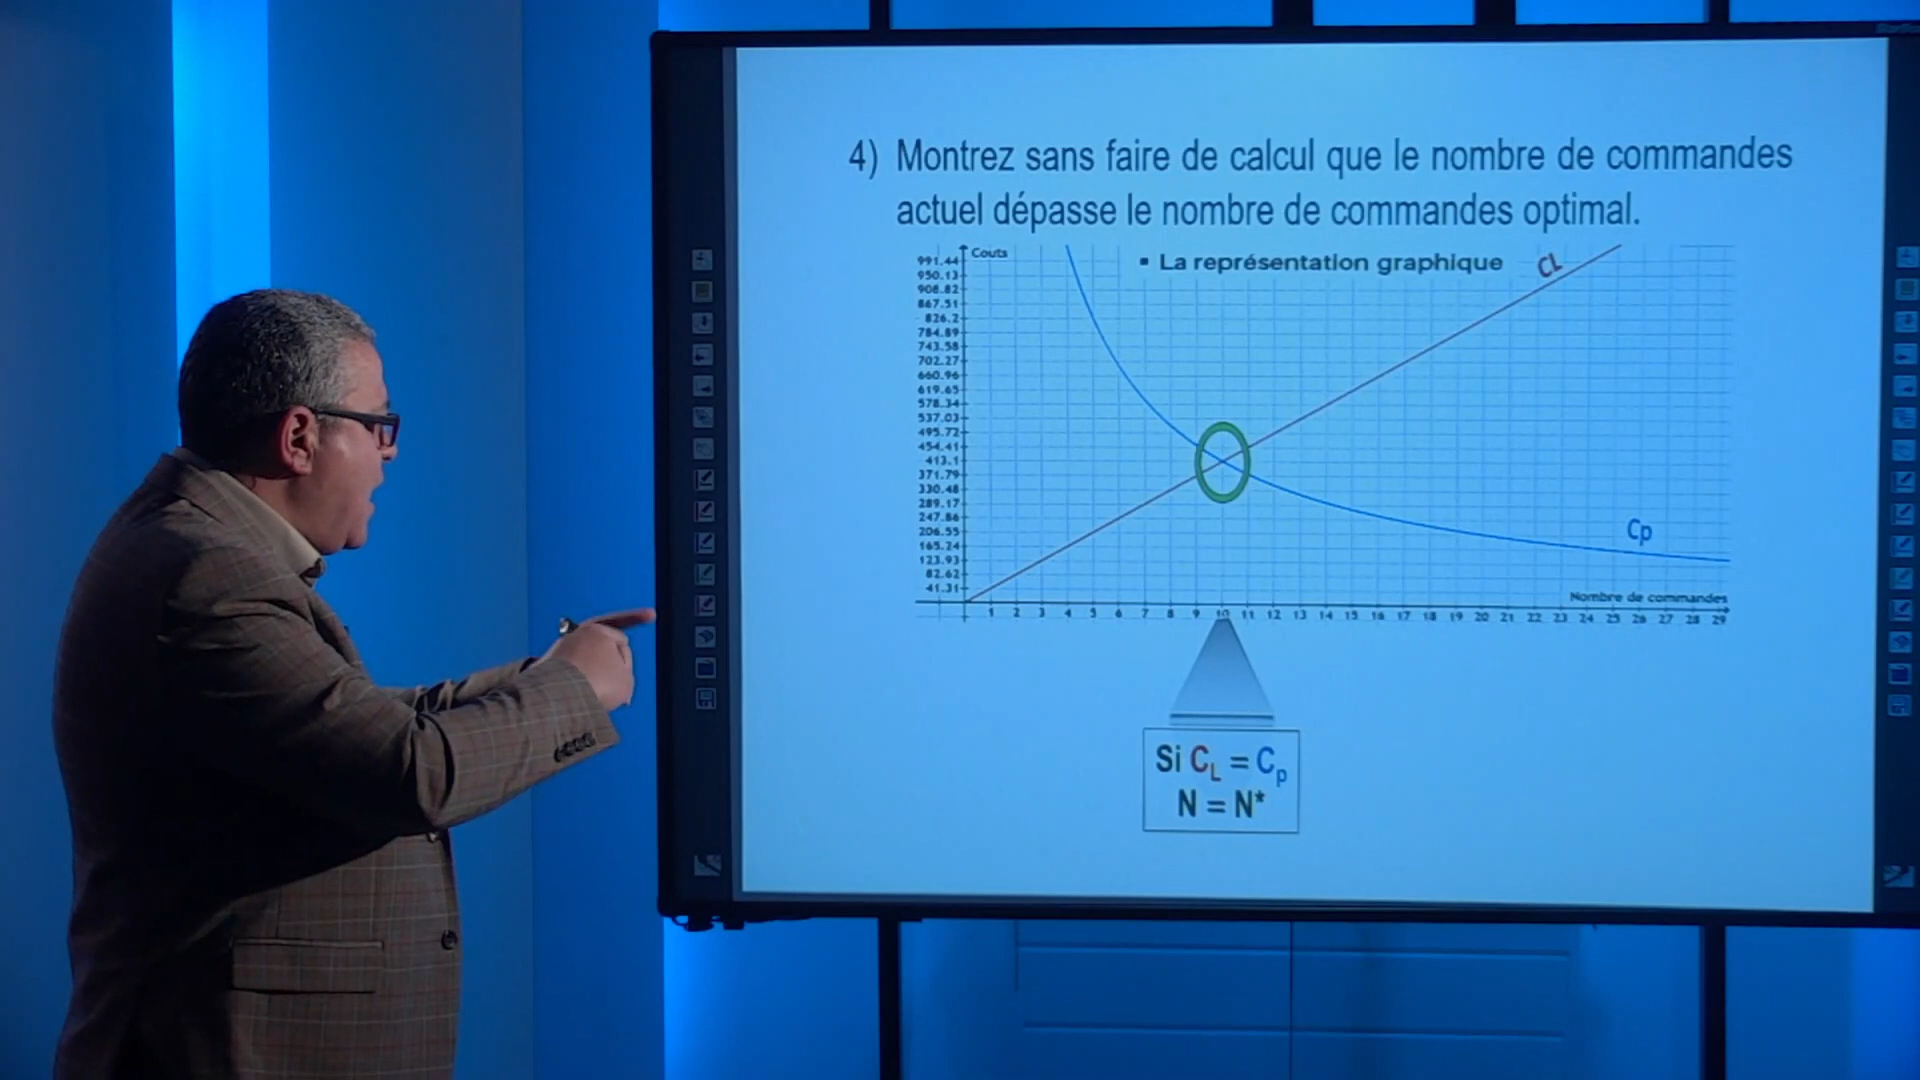 4) Montrez sans faire de calcul que le nombre de commandes
actuel dépasse le nombre de commandes optimal.
Couts
▪ La représentation graphique
CL
991.44
950.13
908.82
867.51
826.2
784.89
743.58
702.27
660.96
619.65
578.34
537.03
495.72
454.41
413.1
371.79
330.48
289.17
247.86
206.55
165.24
123.93
82.62
41.31
Cp
Nombre de commandes
1 2 3 4 5 6 7 8 9 10 11 12 13 14 15 16 17 18 19 20 21 22 23 24 25 26 27 28 29
Si CL = Cp
N = N*